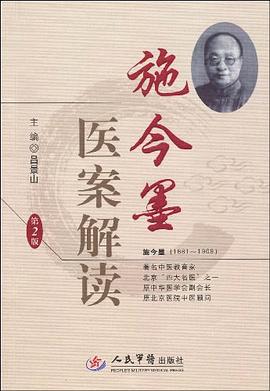 施今墨
医案解读
主编 吕景山
第2版
施今墨（1881～1969）
著名中医教育家
北京“四大名医”之一
原中华医学会副会长
原北京医院中医顾问
人民军医出版社
PEOPLE'S MILITARY MEDICAL PRESS